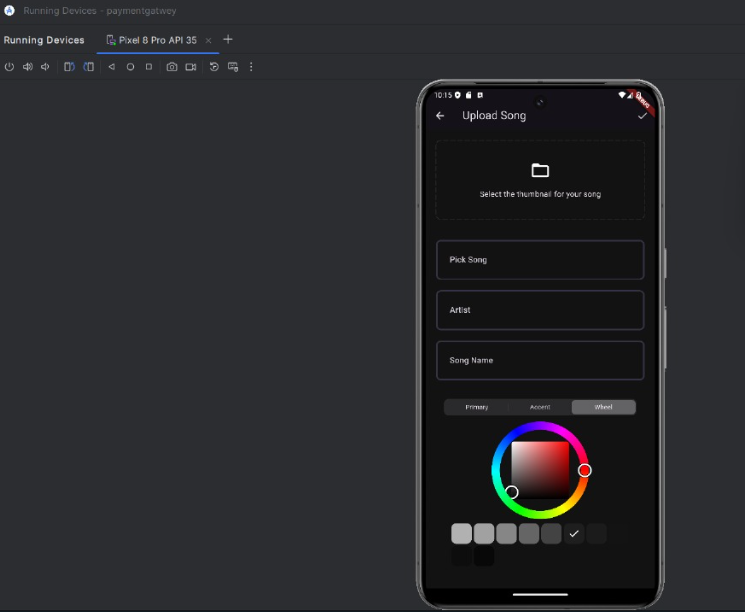 Running Devices - paymentgatwey
Running Devices
Pixel 8 Pro API 35
10:15
Upload Song
Select the thumbnail for your song
Pick Song
Artist
Song Name
Primary
Accent
Wheel